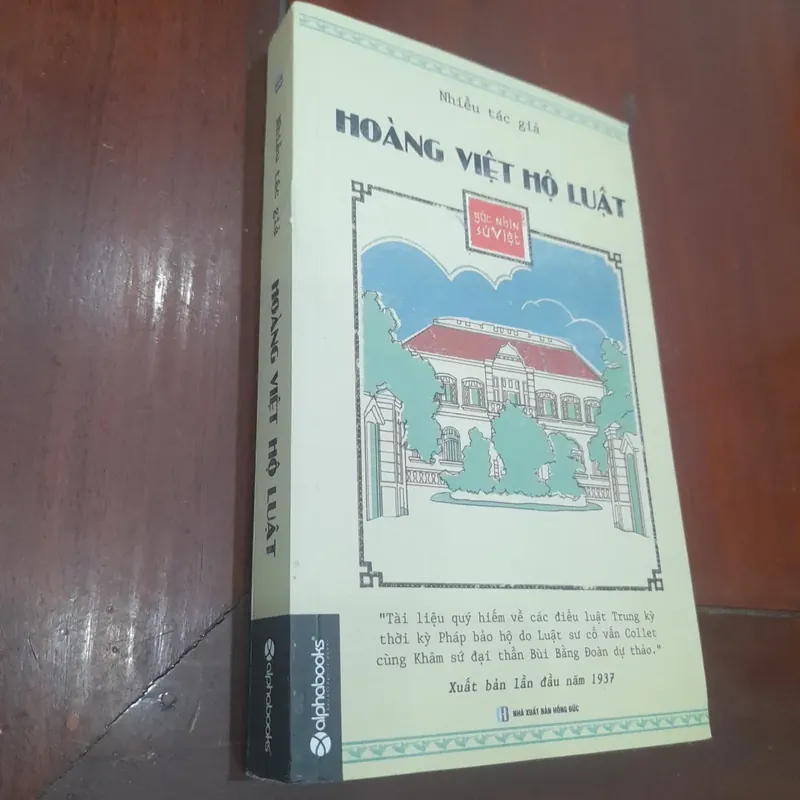 Nhiều tác giả
HOÀNG VIỆT HỘ LUẬT
GÓC NHÌN
SỬ VIỆT
"Tài liệu quý hiếm về các điều luật Trung kỳ
thời kỳ Pháp bảo hộ do Luật sư cố vấn Collet
cùng Khâm sứ đại thần Bùi Bằng Đoàn dự thảo."
Xuất bản lần đầu năm 1937
NHÀ XUẤT BẢN HỒNG ĐỨC
Nhiều tác giả
HOÀNG VIỆT HỘ LUẬT
alphabooks
alphabooks